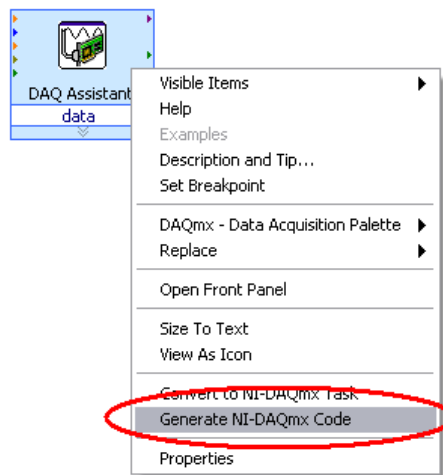 DAQ Assistant
data
Visible Items
Help
Examples
Description and Tip...
Set Breakpoint
DAQmx - Data Acquisition Palette
Replace
Open Front Panel
Size To Text
View As Icon
Convert to NI-DAQmx Task
Generate NI-DAQmx Code
Properties